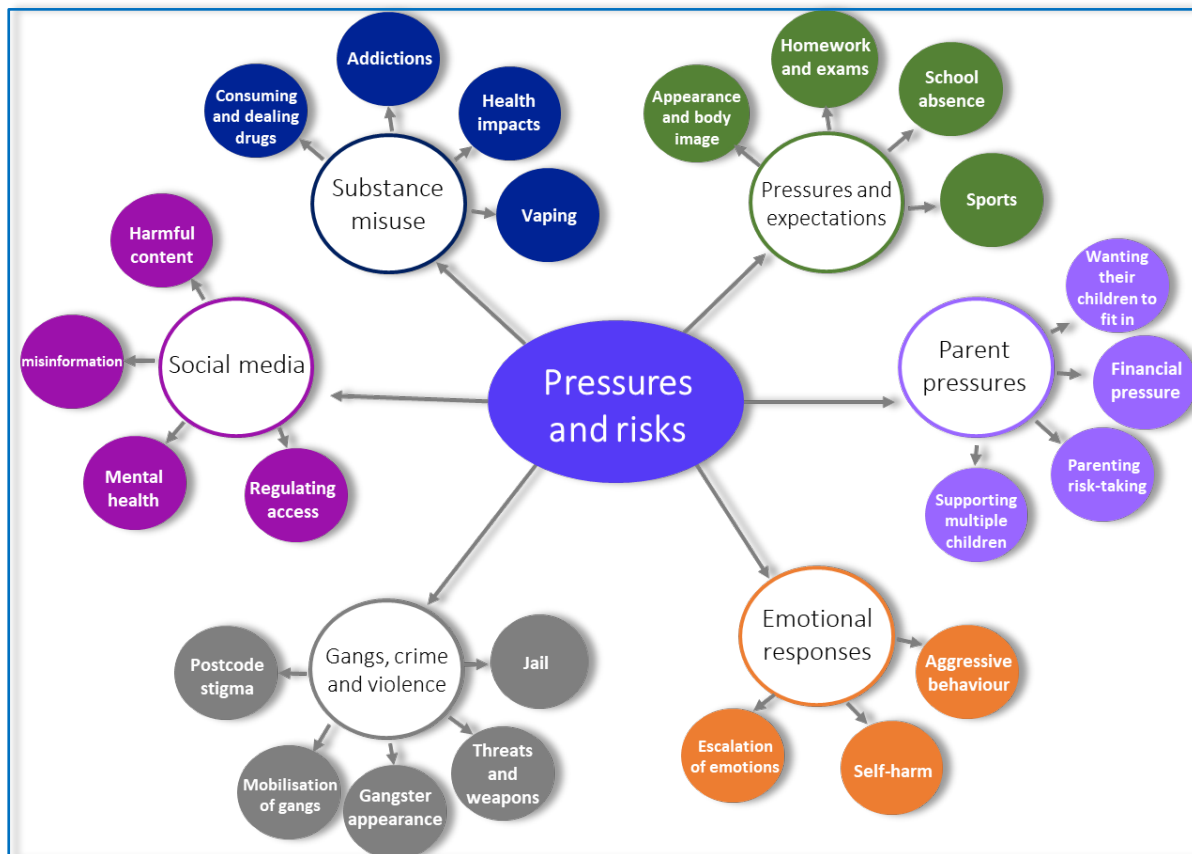 Addictions
Consuming
and dealing
drugs
Health
impacts
Substance
misuse
Vaping
Homework
and exams
Appearance
and body
image
School
absence
Pressures and
expectations
Sports
Harmful
content
misinformation
Social media
Mental
health
Regulating
access
Pressures
and risks
Wanting
their
children to
fit in
Parent
pressures
Financial
pressure
Parenting
risk-taking
Supporting
multiple
children
Gangs, crime
and violence
Postcode
stigma
Jail
Mobilisation
of gangs
Gangster
appearance
Threats
and
weapons
Emotional
responses
Aggressive
behaviour
Escalation
of emotions
Self-harm